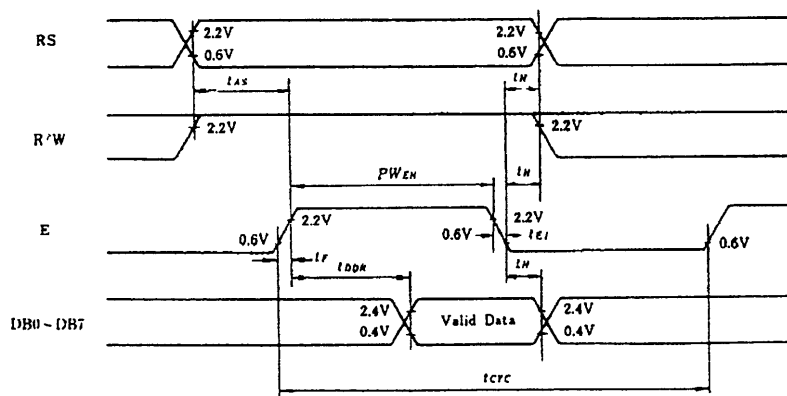 RS
2.2V
0.6V
2.2V
0.6V
tAS
tH
R/W
2.2V
2.2V
PWEH
tH
E
0.6V
2.2V
0.6V
2.2V
tEf
0.6V
tr
tDDR
tH
DB0~DB7
2.4V
0.4V
Valid Data
2.4V
0.4V
tCYC